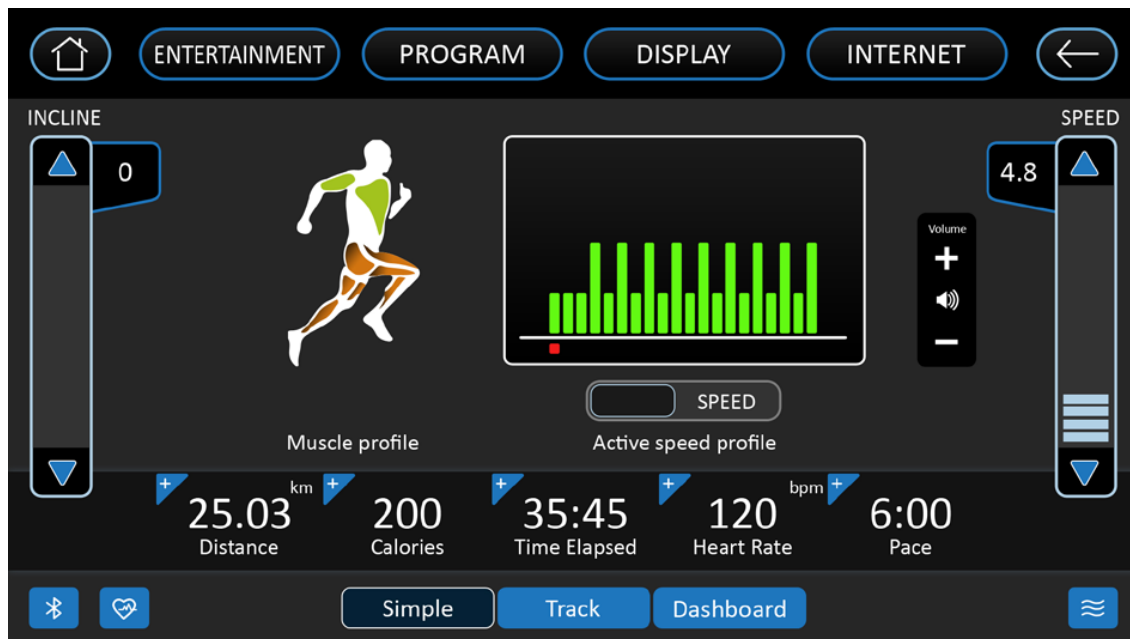 ENTERTAINMENT
PROGRAM
DISPLAY
INTERNET
INCLINE
SPEED
0
4.8
Volume
SPEED
Muscle profile
Active speed profile
25.03 km
Distance
200
Calories
35:45
Time Elapsed
120 bpm
Heart Rate
6:00
Pace
Simple
Track
Dashboard